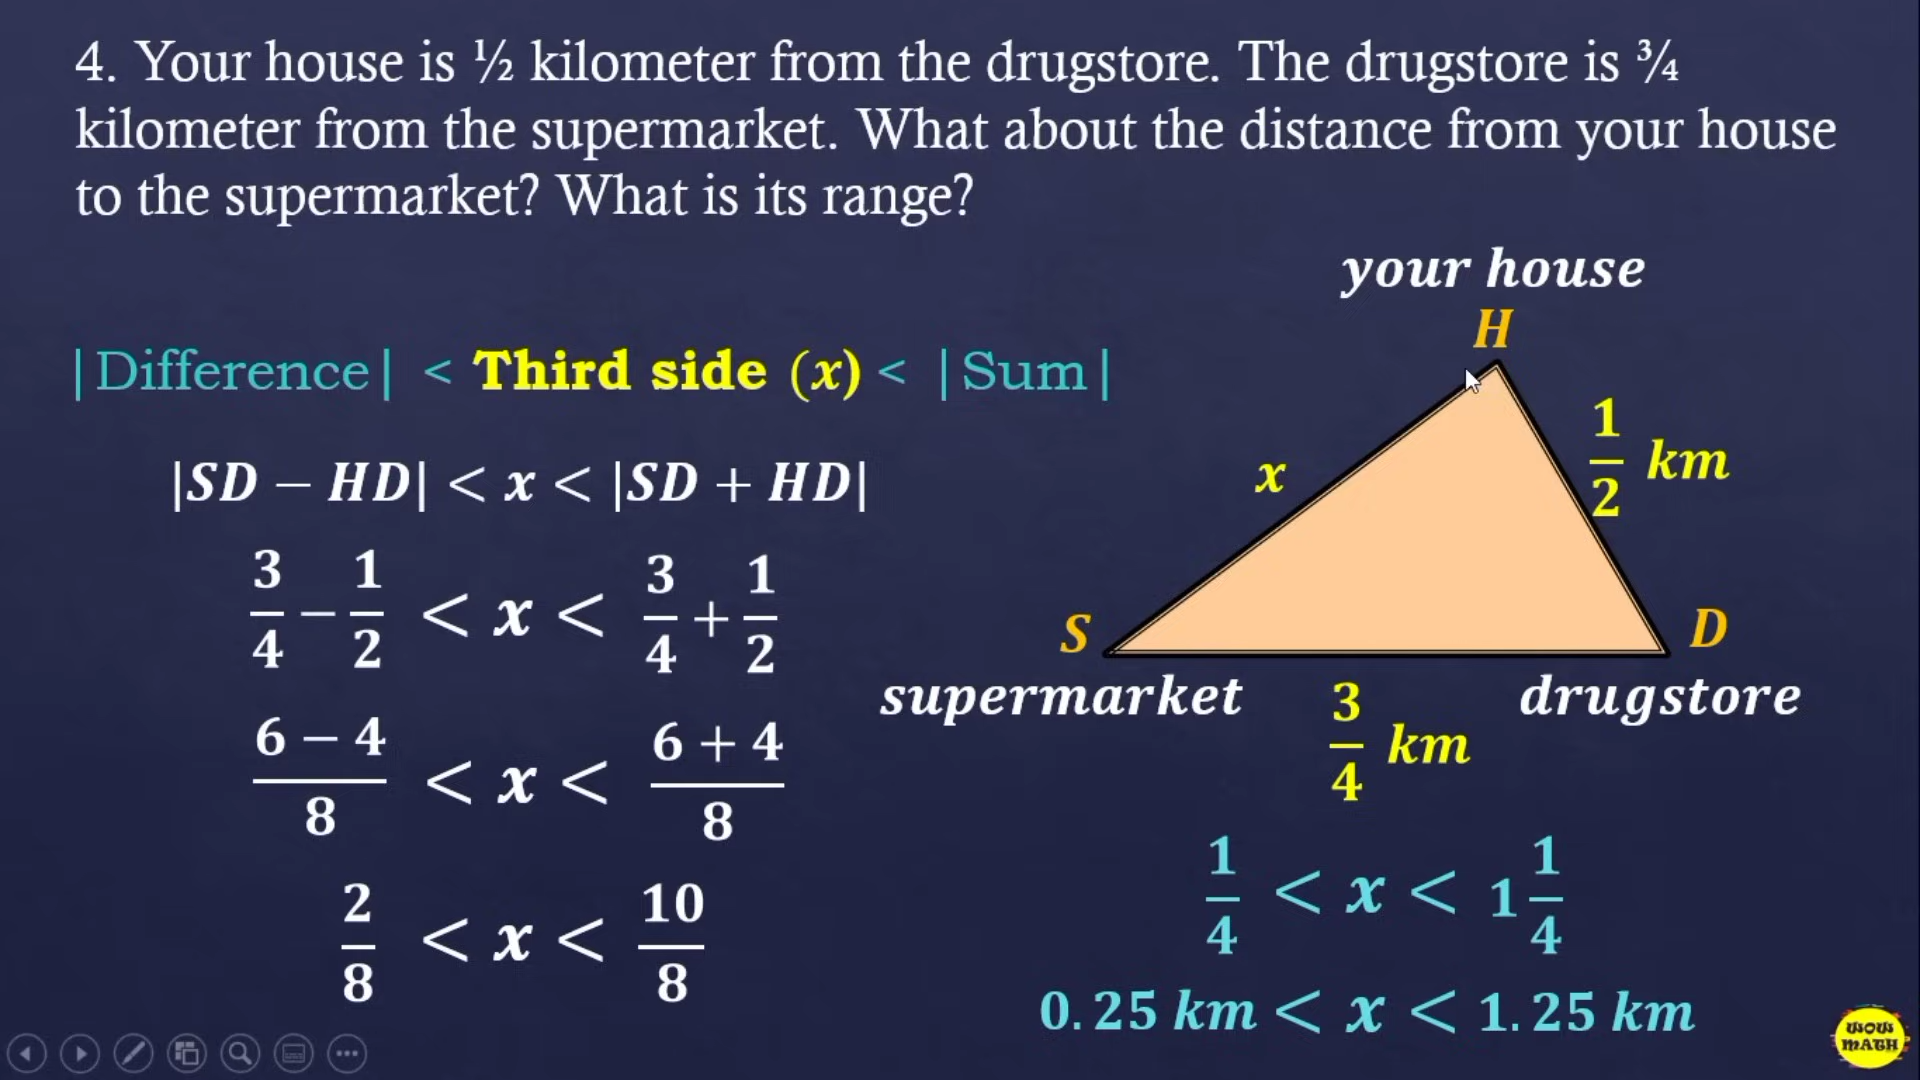 4. Your house is ½ kilometer from the drugstore. The drugstore is ¾
kilometer from the supermarket. What about the distance from your house
to the supermarket? What is its range?
|Difference| < Third side (x) < |Sum|
|SD − HD| < x < |SD + HD|
3/4 − 1/2 < x < 3/4 + 1/2
6 − 4/8 < x < 6 + 4/8
2/8 < x < 10/8
your house
H
x
1/2 km
S
D
supermarket
drugstore
3/4 km
1/4 < x < 1 1/4
0.25 km < x < 1.25 km
WOW
MATH